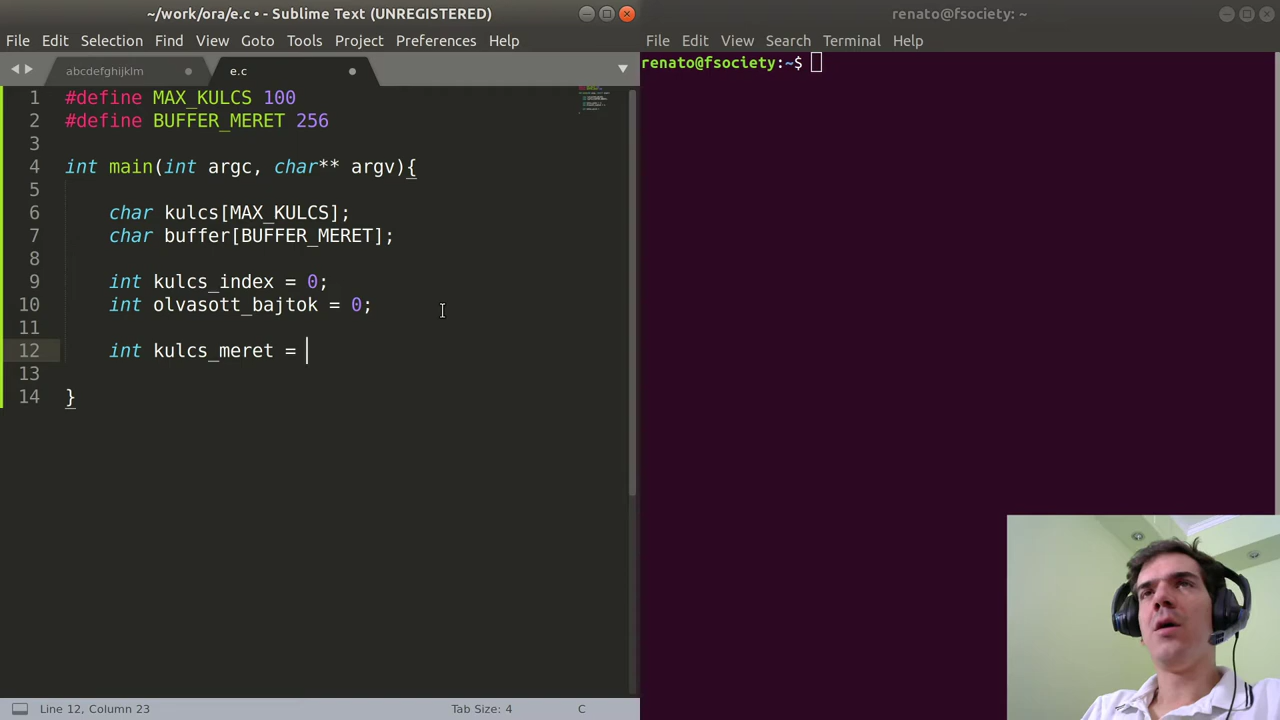 ~/work/ora/e.c • - Sublime Text (UNREGISTERED)
File Edit Selection Find View Goto Tools Project Preferences Help
abcdefghijklm
e.c
1 #define MAX_KULCS 100
2 #define BUFFER_MERET 256
3
4 int main(int argc, char** argv){
5
6 char kulcs[MAX_KULCS];
7 char buffer[BUFFER_MERET];
8
9 int kulcs_index = 0;
10 int olvasott_bajtok = 0;
11
12 int kulcs_meret =
13
14 }
Line 12, Column 23
Tab Size: 4
C
renato@fsociety: ~
File Edit View Search Terminal Help
renato@fsociety:~$